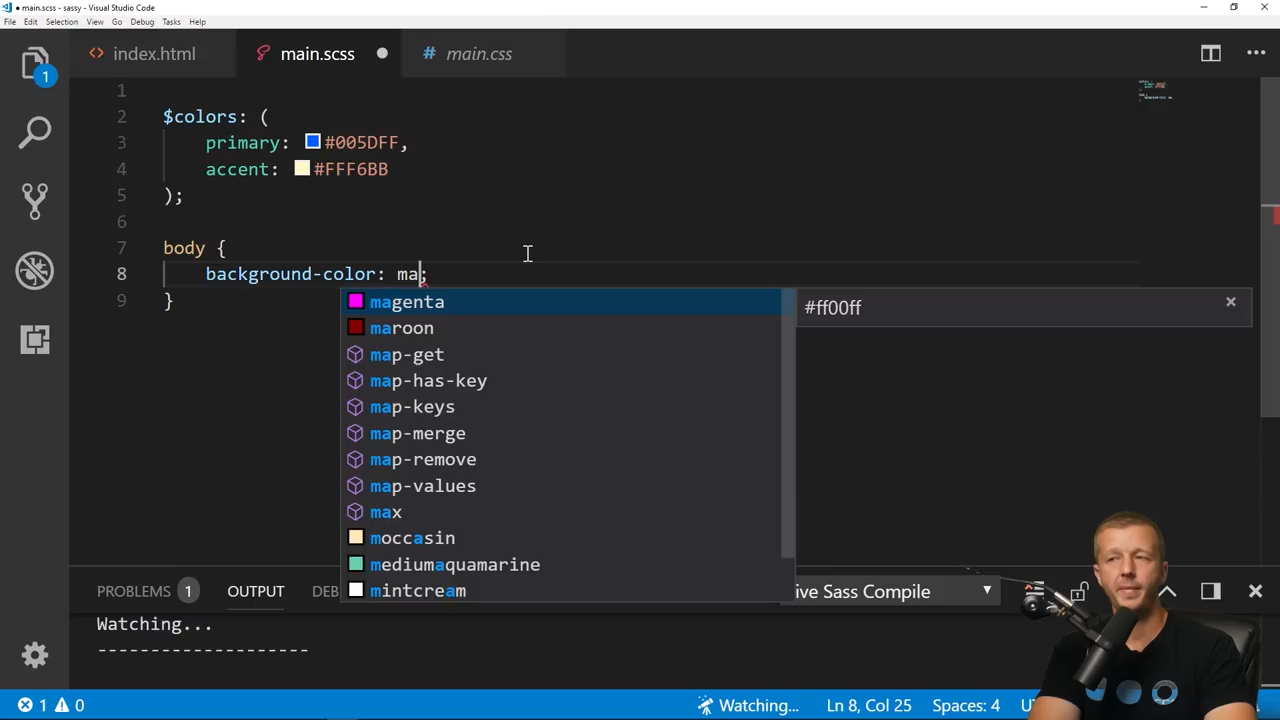 ● main.scss - sassy - Visual Studio Code
File Edit Selection View Go Debug Tasks Help
index.html main.scss ● # main.css
1
1
2 $colors: (
3 primary: #005DFF,
4 accent: #FFF6BB
5 );
6
7 body {
8 background-color: ma;
9 }
magenta #ff00ff
maroon
map-get
map-has-key
map-keys
map-merge
map-remove
map-values
max
moccasin
mediumaquamarine
mintcream
PROBLEMS 1 OUTPUT DEB ive Sass Compile
Watching...
--------------------
1 0 Watching... Ln 8, Col 25 Spaces: 4